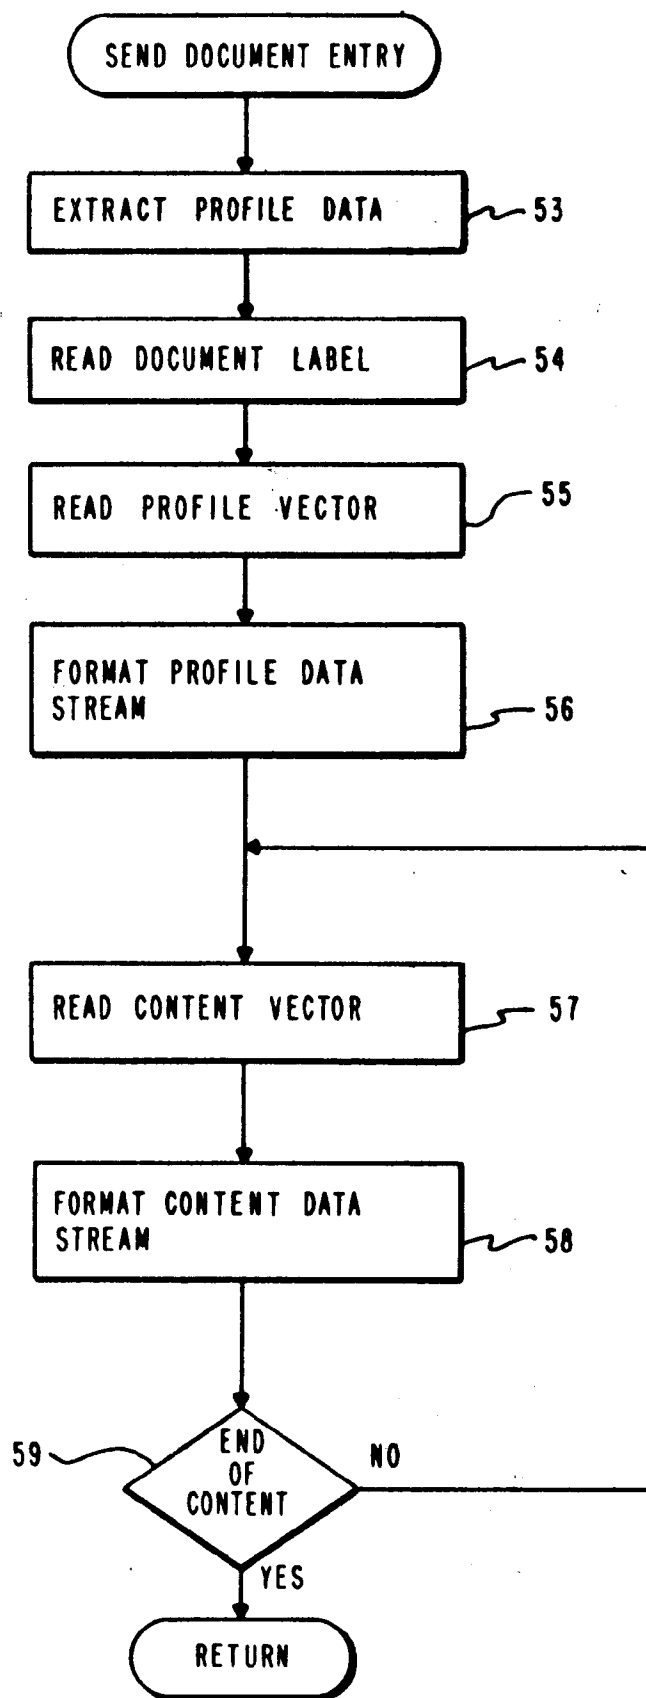 SEND DOCUMENT ENTRY
EXTRACT PROFILE DATA
53
READ DOCUMENT LABEL
54
READ PROFILE VECTOR
55
FORMAT PROFILE DATA
STREAM
56
READ CONTENT VECTOR
57
FORMAT CONTENT DATA
STREAM
58
59
END
OF
CONTENT
NO
YES
RETURN